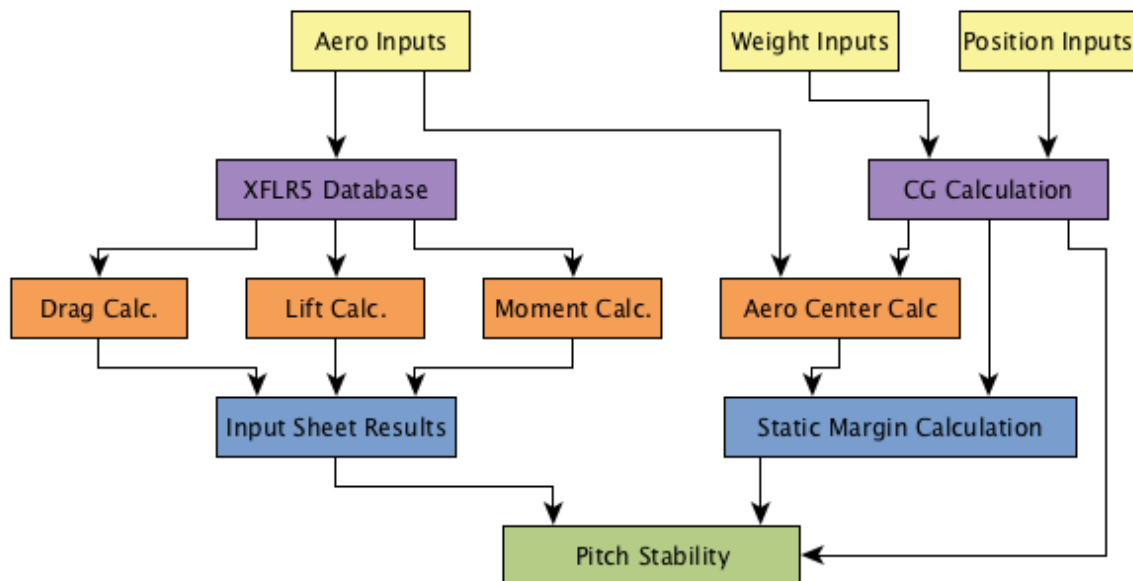 Aero Inputs
Weight Inputs
Position Inputs
XFLR5 Database
CG Calculation
Drag Calc.
Lift Calc.
Moment Calc.
Aero Center Calc
Input Sheet Results
Static Margin Calculation
Pitch Stability